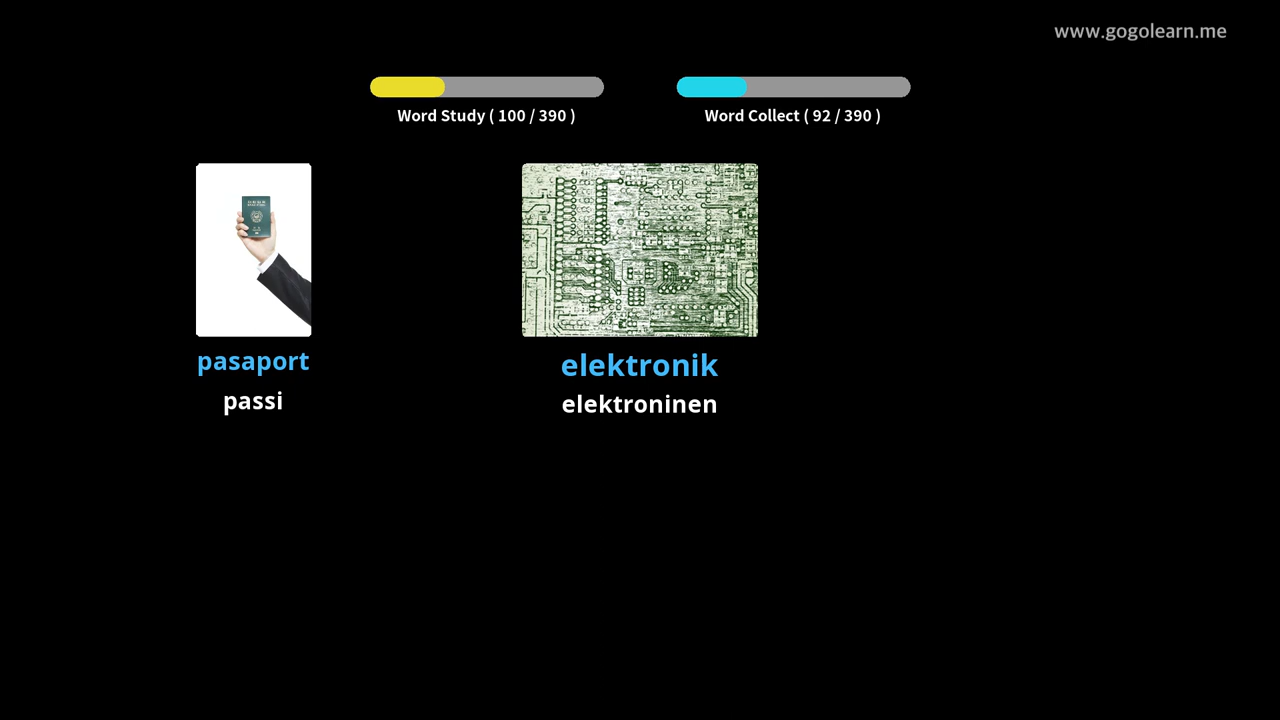 www.gogolearn.me
Word Study ( 100 / 390 )
Word Collect ( 92 / 390 )
pasaport
passi
elektronik
elektroninen